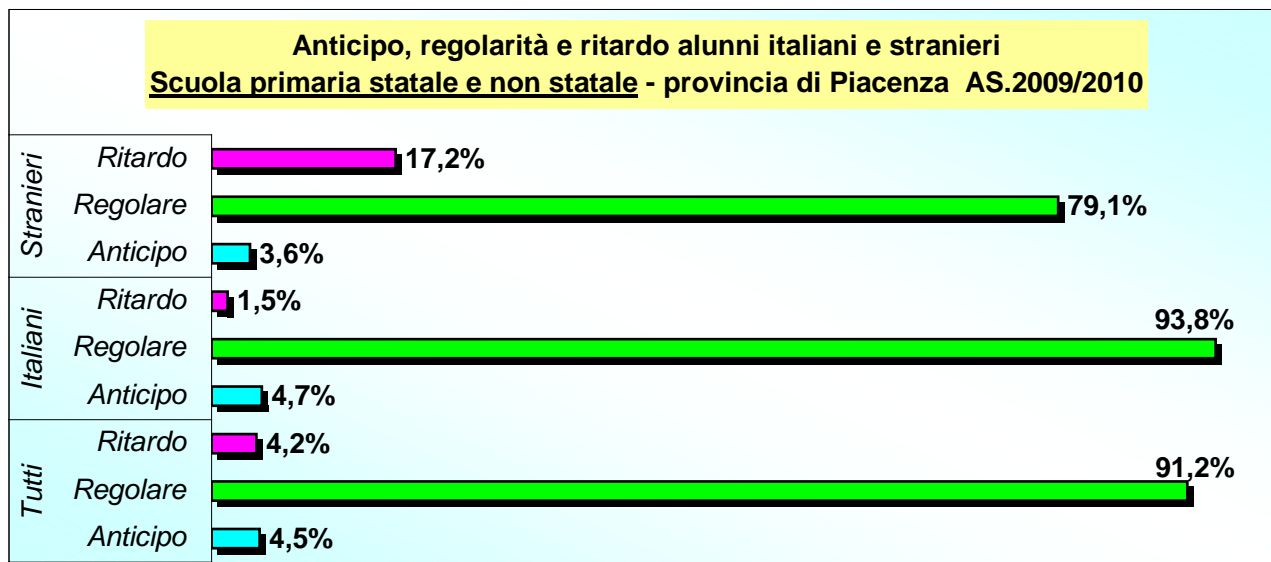 Anticipo, regolarità e ritardo alunni italiani e stranieri
Scuola primaria statale e non statale - provincia di Piacenza AS.2009/2010
Stranieri
Ritardo 17,2%
Regolare 79,1%
Anticipo 3,6%
Italiani
Ritardo 1,5%
Regolare 93,8%
Anticipo 4,7%
Tutti
Ritardo 4,2%
Regolare 91,2%
Anticipo 4,5%